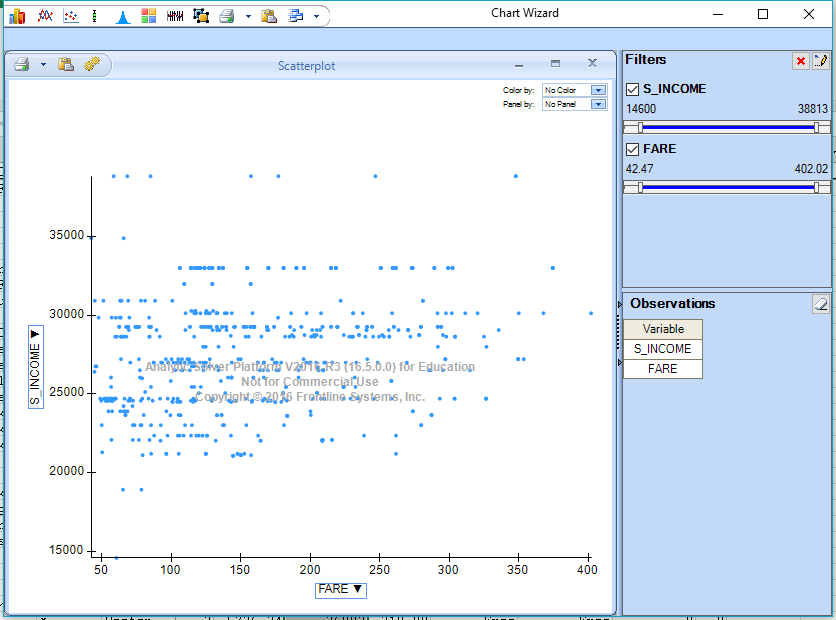 Chart Wizard
Scatterplot
Color by: No Color
Panel by: No Panel
35000
30000
25000
20000
15000
S_INCOME ▼
Analytic Solver Platform V2016-R3 (16.5.0.0) for Education
Not for Commercial Use
Copyright © 2016 Frontline Systems, Inc.
50 100 150 200 250 300 350 400
FARE ▼
Filters
S_INCOME
14600 38813
FARE
42.47 402.02
Observations
Variable
S_INCOME
FARE